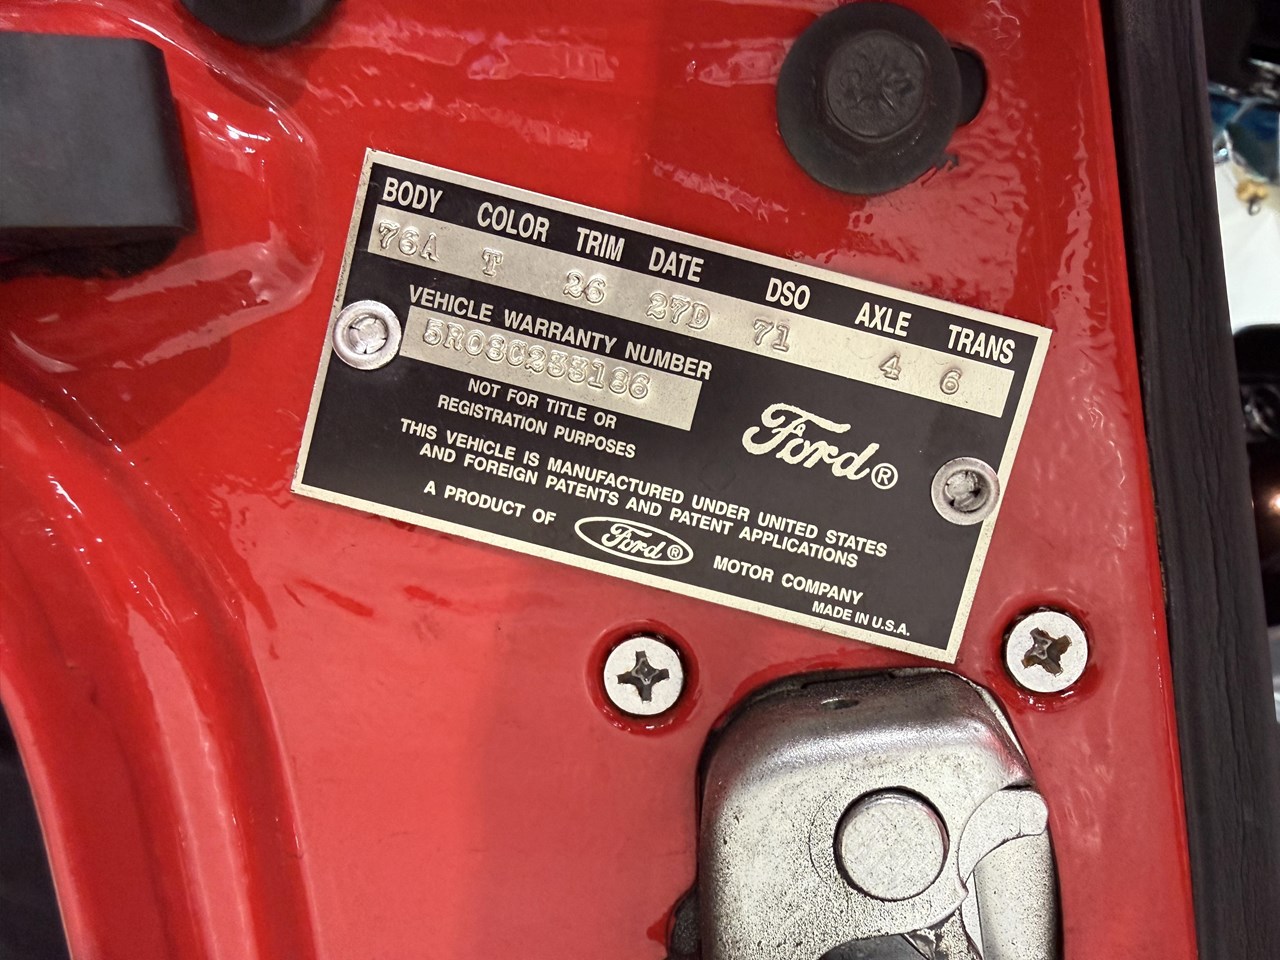 BODY COLOR TRIM DATE DSO AXLE TRANS
76A T 26 27D 71 4 6
VEHICLE WARRANTY NUMBER
5R08C233186
NOT FOR TITLE OR
REGISTRATION PURPOSES
Ford®
THIS VEHICLE IS MANUFACTURED UNDER UNITED STATES
AND FOREIGN PATENTS AND PATENT APPLICATIONS
A PRODUCT OF Ford® MOTOR COMPANY
MADE IN U.S.A.